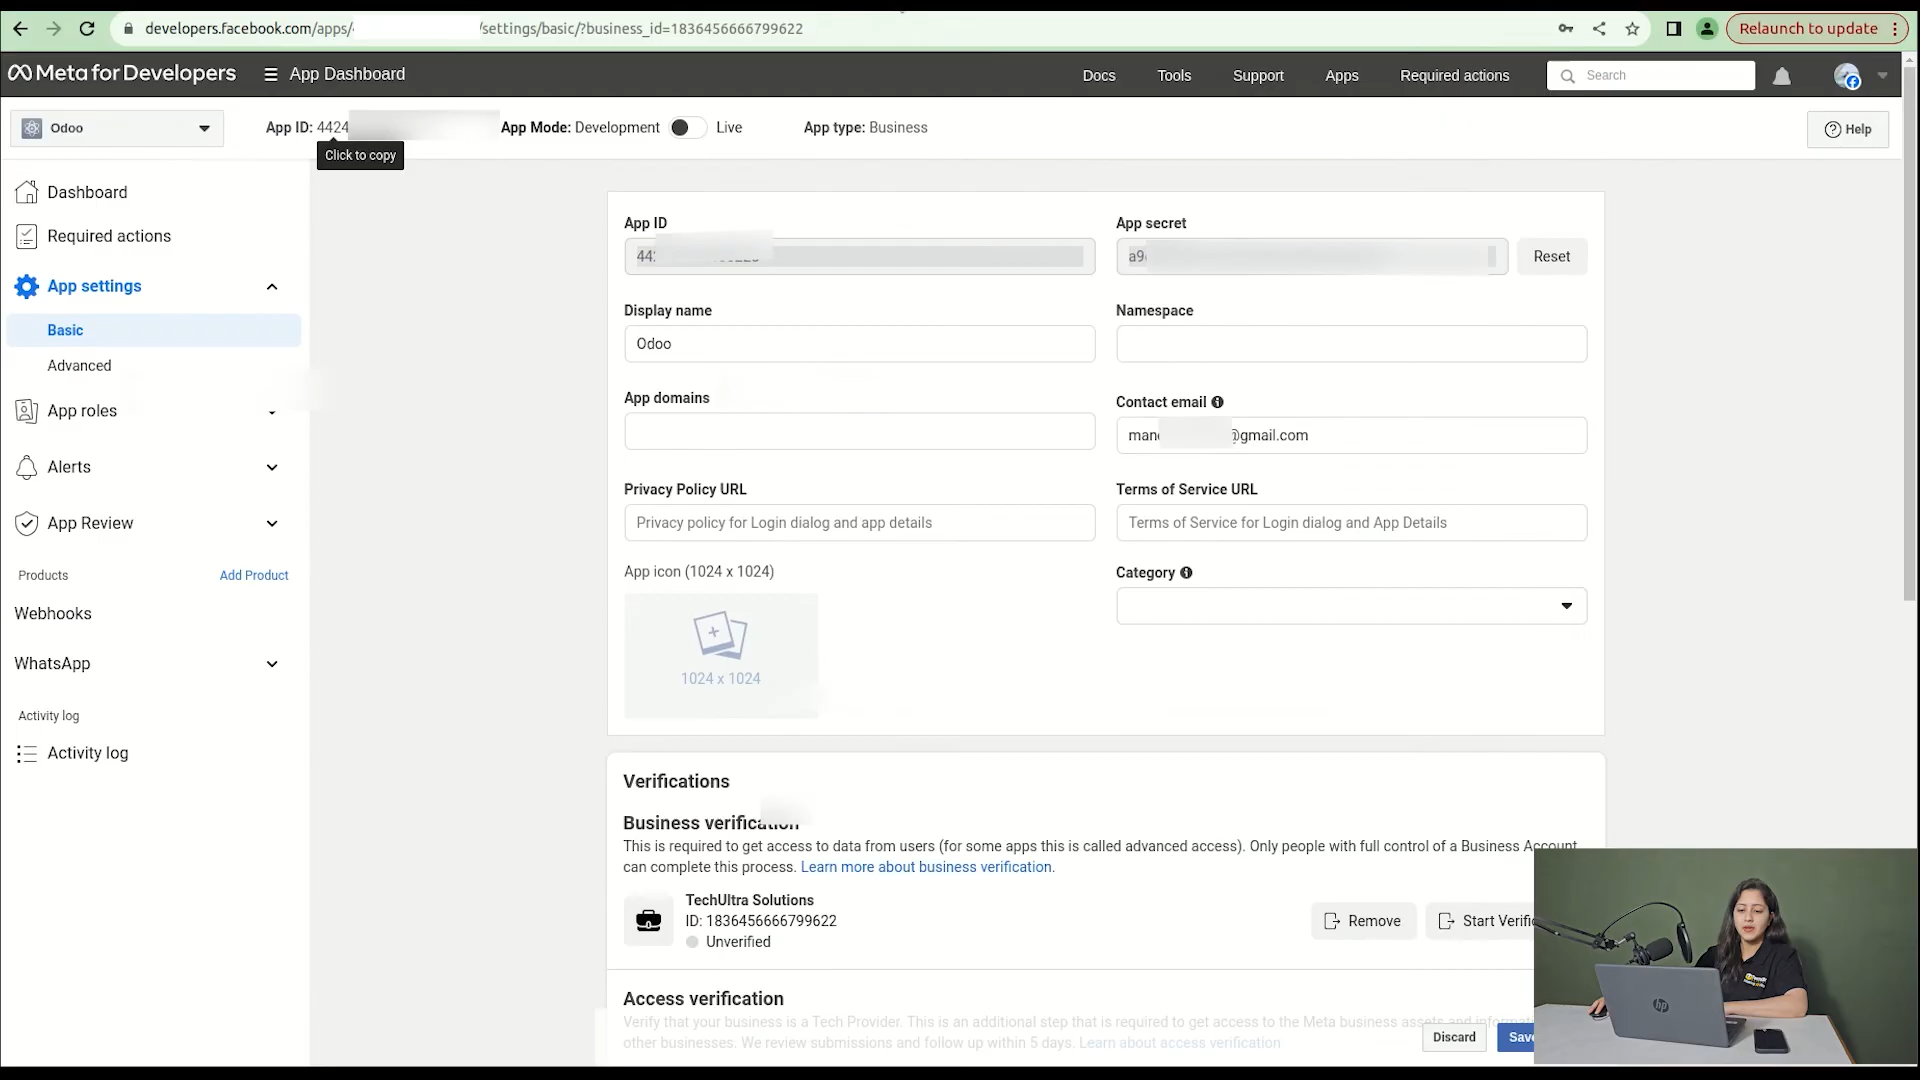 developers.facebook.com/apps/ /settings/basic/?business_id=1836456666799622
Relaunch to update
Meta for Developers
App Dashboard
Docs
Tools
Support
Apps
Required actions
Search
Odoo
App ID: 4424
App Mode: Development
Live
App type: Business
Help
Click to copy
Dashboard
Required actions
App settings
Basic
Advanced
App roles
Alerts
App Review
Products
Add Product
Webhooks
WhatsApp
Activity log
Activity log
App ID
App secret
44
a9
Reset
Display name
Namespace
Odoo
App domains
Contact email
man @gmail.com
Privacy Policy URL
Terms of Service URL
Privacy policy for Login dialog and app details
Terms of Service for Login dialog and App Details
App icon (1024 x 1024)
Category
1024 x 1024
Verifications
Business verification
This is required to get access to data from users (for some apps this is called advanced access). Only people with full control of a Business Account
can complete this process. Learn more about business verification.
TechUltra Solutions
ID: 1836456666799622
Unverified
Remove
Start Verific
Access verification
Verify that your business is a Tech Provider. This is an additional step that is required to get access to the Meta business assets and informat
other businesses. We review submissions and follow up within 5 days. Learn about access verification
Discard
Save
hp